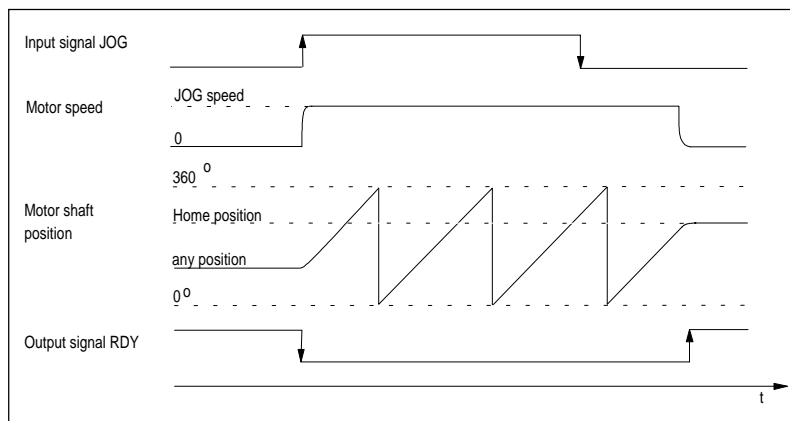 Input signal JOG
JOG speed
Motor speed
0
360 o
Motor shaft
position
Home position
any position
0o
Output signal RDY
t